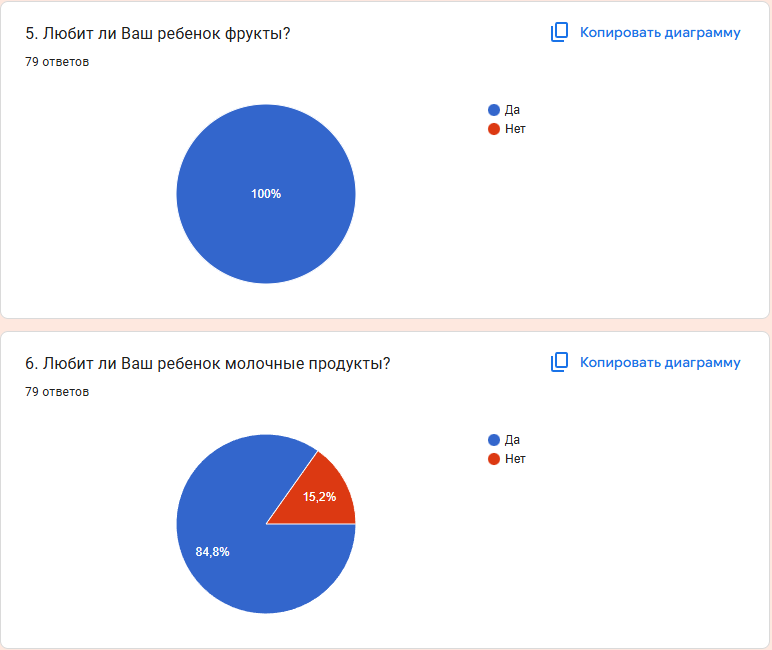 5. Любит ли Ваш ребенок фрукты?
Копировать диаграмму
79 ответов
Да
Нет
100%
6. Любит ли Ваш ребенок молочные продукты?
Копировать диаграмму
79 ответов
Да
Нет
15,2%
84,8%